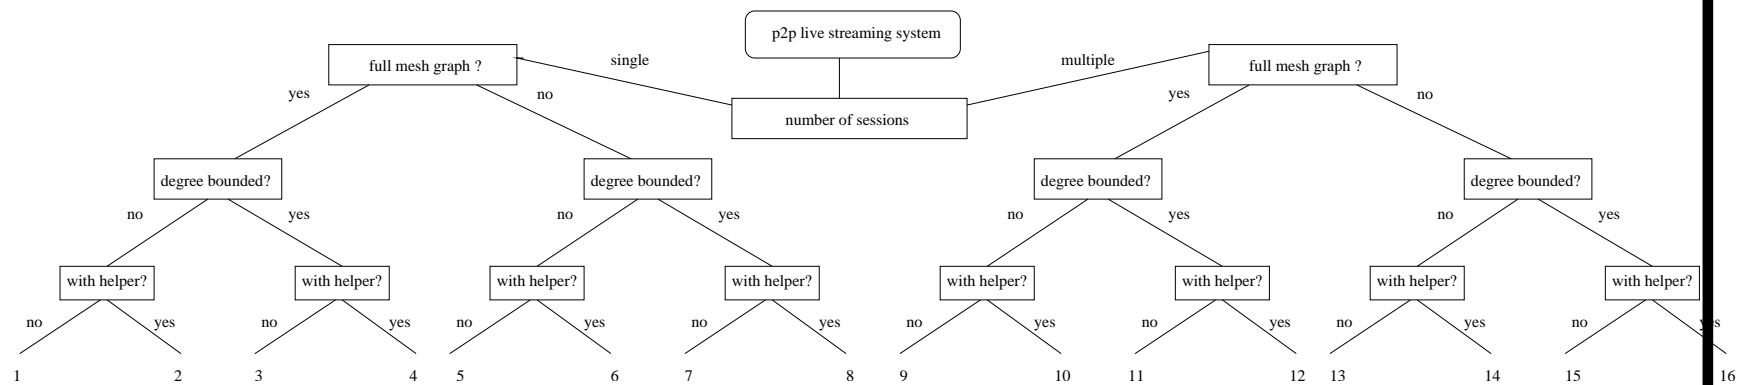 p2p live streaming system
single
multiple
full mesh graph ?
full mesh graph ?
yes
no
number of sessions
yes
no
degree bounded?
degree bounded?
degree bounded?
degree bounded?
no
yes
no
yes
no
yes
no
yes
with helper?
with helper?
with helper?
with helper?
with helper?
with helper?
with helper?
with helper?
no
yes
no
yes
no
yes
no
yes
no
yes
no
yes
no
yes
no
yes
1
2
3
4
5
6
7
8
9
10
11
12
13
14
15
16